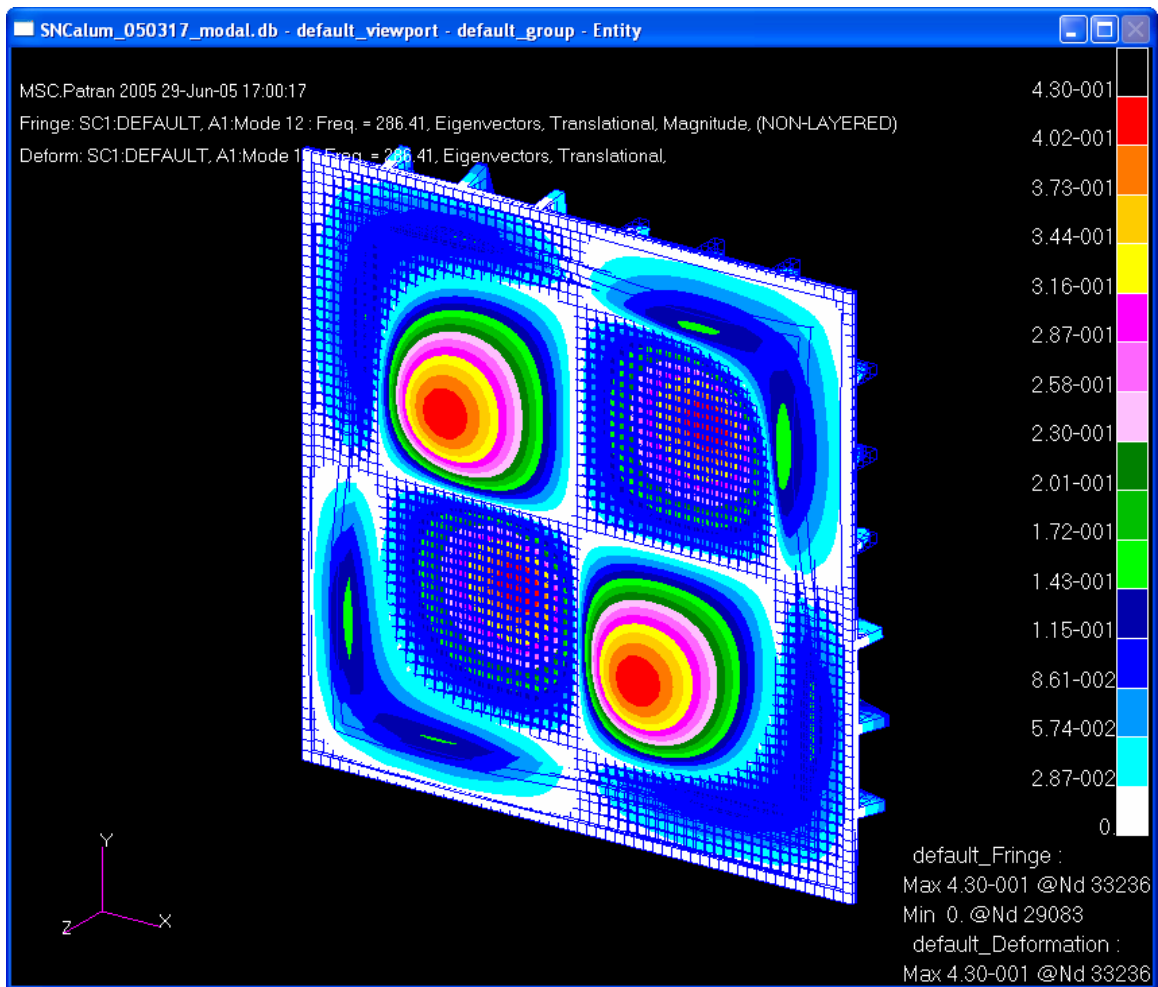 SNCalum_050317_modal.db - default_viewport - default_group - Entity
MSC.Patran 2005 29-Jun-05 17:00:17
Fringe: SC1:DEFAULT, A1:Mode 12 : Freq. = 286.41, Eigenvectors, Translational, Magnitude, (NON-LAYERED)
Deform: SC1:DEFAULT, A1:Mode 1 Freq. = 286.41, Eigenvectors, Translational,
4.30-001
4.02-001
3.73-001
3.44-001
3.16-001
2.87-001
2.58-001
2.30-001
2.01-001
1.72-001
1.43-001
1.15-001
8.61-002
5.74-002
2.87-002
0.
Y
Z
X
default_Fringe :
Max 4.30-001 @Nd 33236
Min 0. @Nd 29083
default_Deformation :
Max 4.30-001 @Nd 33236